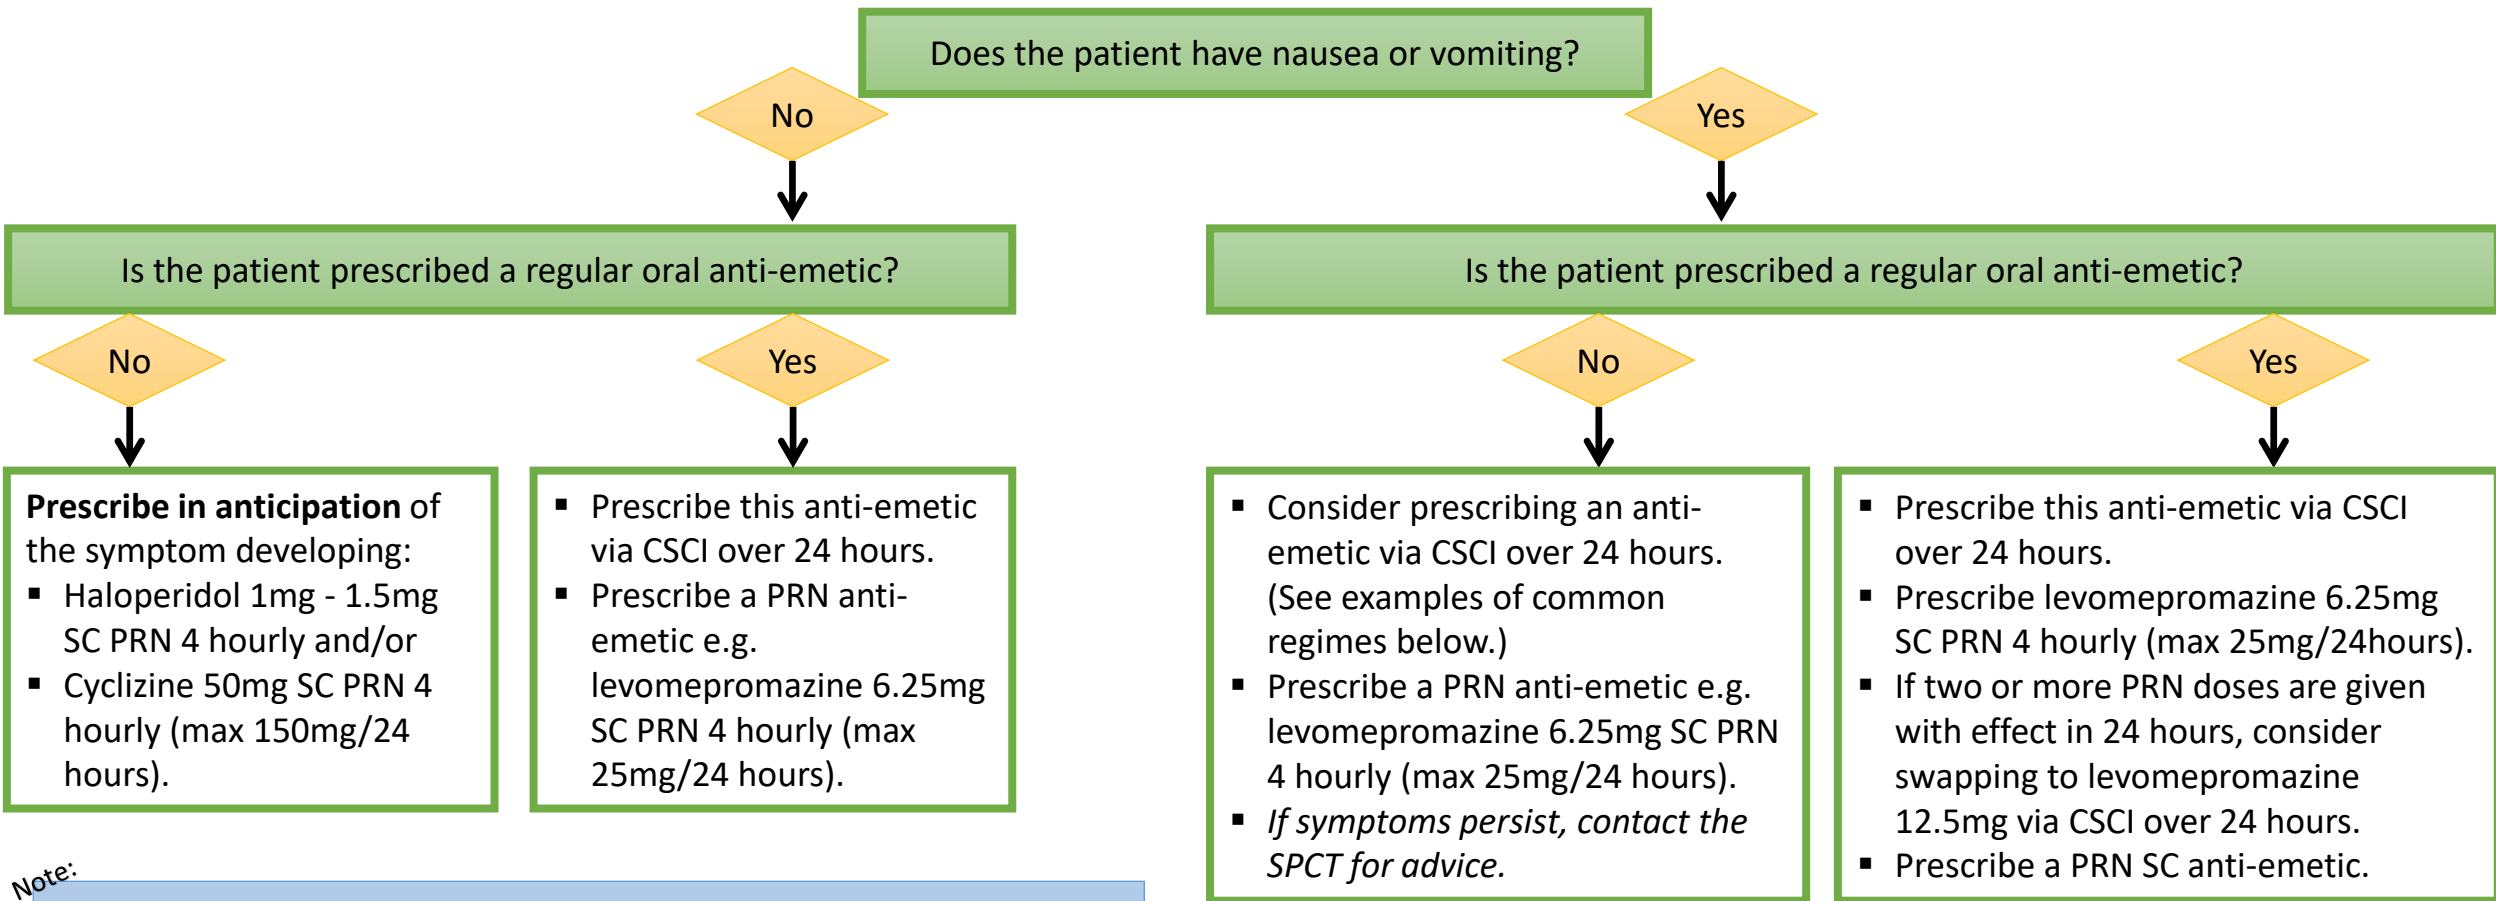 Does the patient have nausea or vomiting?
No
Yes
Is the patient prescribed a regular oral anti-emetic?
Is the patient prescribed a regular oral anti-emetic?
No
Yes
No
Yes
Prescribe in anticipation of
the symptom developing:
▪ Haloperidol 1mg - 1.5mg
SC PRN 4 hourly and/or
▪ Cyclizine 50mg SC PRN 4
hourly (max 150mg/24
hours).
▪ Prescribe this anti-emetic
via CSCI over 24 hours.
▪ Prescribe a PRN anti-
emetic e.g.
levomepromazine 6.25mg
SC PRN 4 hourly (max
25mg/24 hours).
▪ Consider prescribing an anti-
emetic via CSCI over 24 hours.
(See examples of common
regimes below.)
▪ Prescribe a PRN anti-emetic e.g.
levomepromazine 6.25mg SC PRN
4 hourly (max 25mg/24 hours).
▪ If symptoms persist, contact the
SPCT for advice.
▪ Prescribe this anti-emetic via CSCI
over 24 hours.
▪ Prescribe levomepromazine 6.25mg
SC PRN 4 hourly (max 25mg/24hours).
▪ If two or more PRN doses are given
with effect in 24 hours, consider
swapping to levomepromazine
12.5mg via CSCI over 24 hours.
▪ Prescribe a PRN SC anti-emetic.
Note: